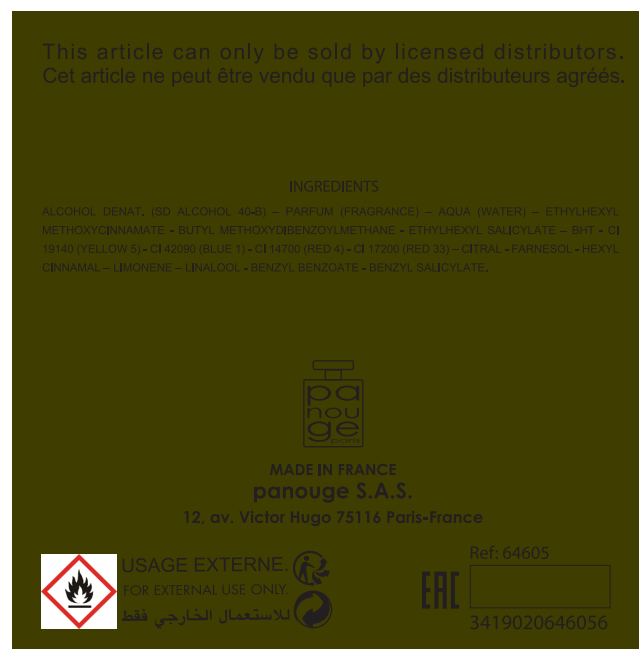 This article can only be sold by licensed distributors.
Cet article ne peut être vendu que par des distributeurs agréés.
INGREDIENTS
ALCOHOL DENAT. (SD ALCOHOL 40-B) – PARFUM (FRAGRANCE) – AQUA (WATER) – ETHYLHEXYL
METHOXYCINNAMATE - BUTYL METHOXYDIBENZOYLMETHANE - ETHYLHEXYL SALICYLATE – BHT - CI
19140 (YELLOW 5) - CI 42090 (BLUE 1) - CI 14700 (RED 4) - CI 17200 (RED 33) – CITRAL - FARNESOL - HEXYL
CINNAMAL – LIMONENE – LINALOOL - BENZYL BENZOATE - BENZYL SALICYLATE.
pa
nou
ge
paris
MADE IN FRANCE
panouge S.A.S.
12, av. Victor Hugo 75116 Paris-France
USAGE EXTERNE.
FOR EXTERNAL USE ONLY.
للاستعمال الخارجي فقط
EAC
Ref: 64605
3419020646056